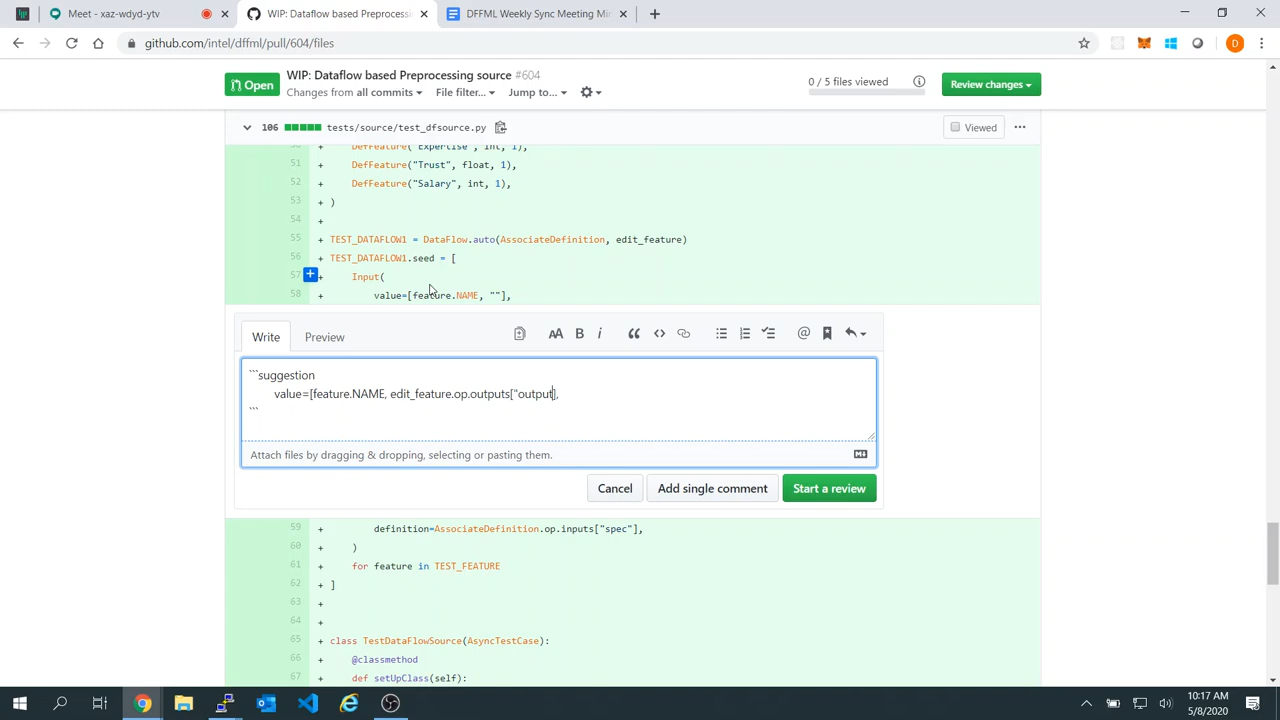 Meet - xaz-wdyd-ytv
WIP: Dataflow based Preprocessi
DFFML Weekly Sync Meeting Mi
github.com/intel/dffml/pull/604/files
D
Open
WIP: Dataflow based Preprocessing source #604
Changes from all commits
File filter...
Jump to...
0 / 5 files viewed
Review changes
106 tests/source/test_dfsource.py
Viewed
50 + DefFeature("Expertise", int, 1),
51 + DefFeature("Trust", float, 1),
52 + DefFeature("Salary", int, 1),
53 + )
54 +
55 + TEST_DATAFLOW1 = DataFlow.auto(AssociateDefinition, edit_feature)
56 + TEST_DATAFLOW1.seed = [
57 + Input(
58 + value=[feature.NAME, ""],
Write
Preview
```suggestion
value=[feature.NAME, edit_feature.op.outputs["output],
```
Attach files by dragging & dropping, selecting or pasting them.
Cancel
Add single comment
Start a review
59 + definition=AssociateDefinition.op.inputs["spec"],
60 + )
61 + for feature in TEST_FEATURE
62 + ]
63 +
64 +
65 + class TestDataFlowSource(AsyncTestCase):
66 + @classmethod
67 + def setUpClass(self):
10:17 AM
5/8/2020